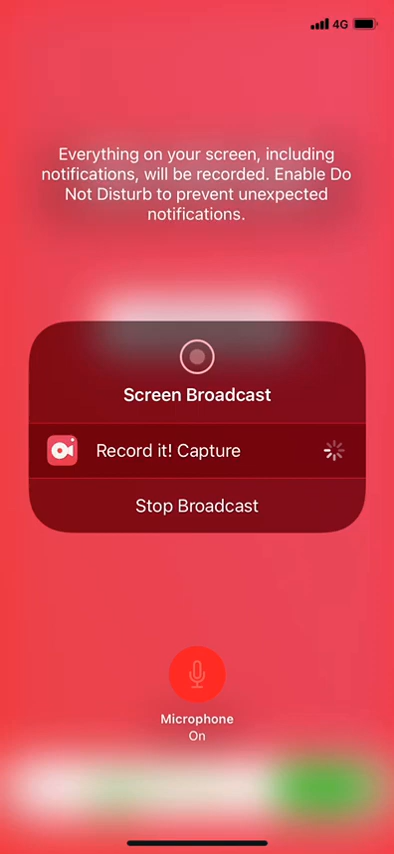 4G
Everything on your screen, including
notifications, will be recorded. Enable Do
Not Disturb to prevent unexpected
notifications.
Screen Broadcast
Record it! Capture
Stop Broadcast
Microphone
On